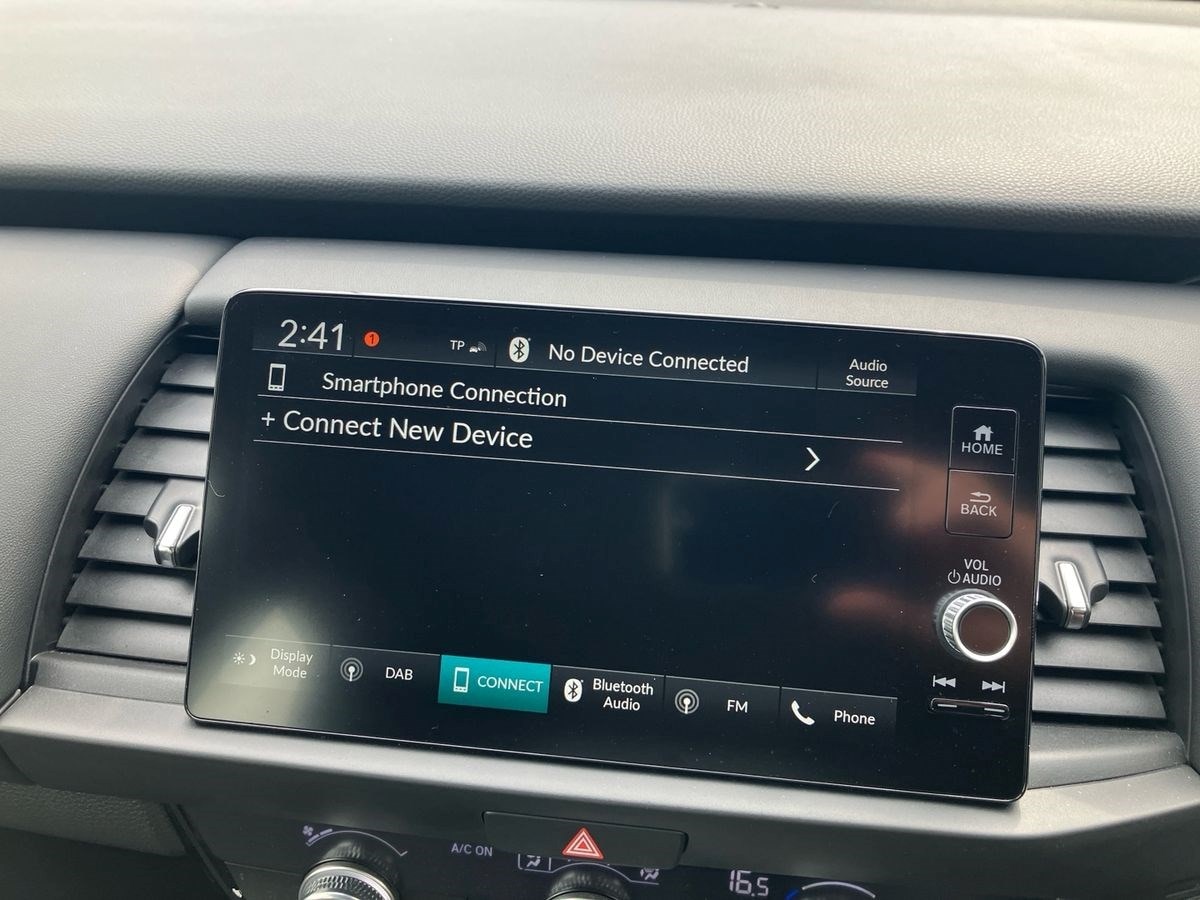 2:41
1
TP
No Device Connected
Audio
Source
Smartphone Connection
+ Connect New Device
HOME
BACK
VOL
AUDIO
Display
Mode
DAB
CONNECT
Bluetooth
Audio
FM
Phone
A/C ON
16.5